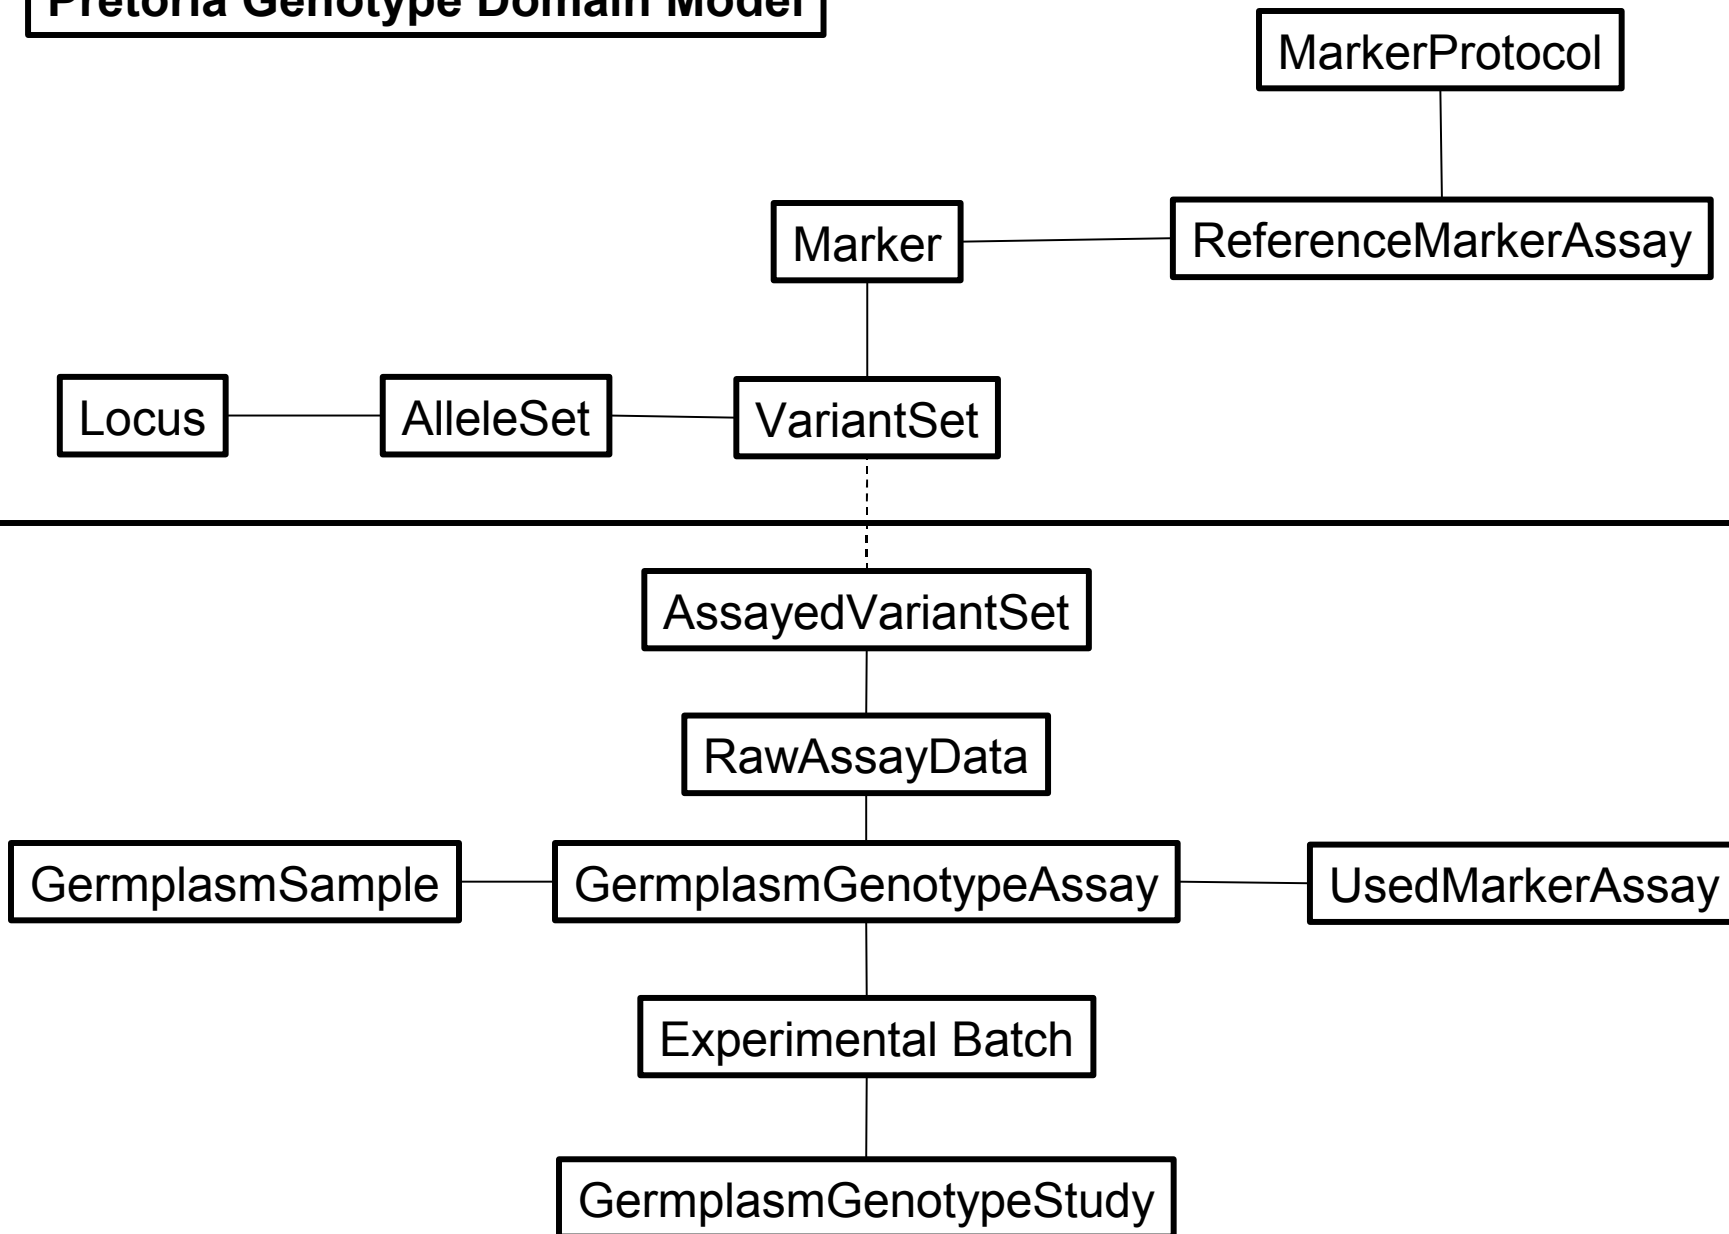 Pretoria Genotype Domain Model
MarkerProtocol
Marker
ReferenceMarkerAssay
Locus
AlleleSet
VariantSet
AssayedVariantSet
RawAssayData
GermplasmSample
GermplasmGenotypeAssay
UsedMarkerAssay
Experimental Batch
GermplasmGenotypeStudy